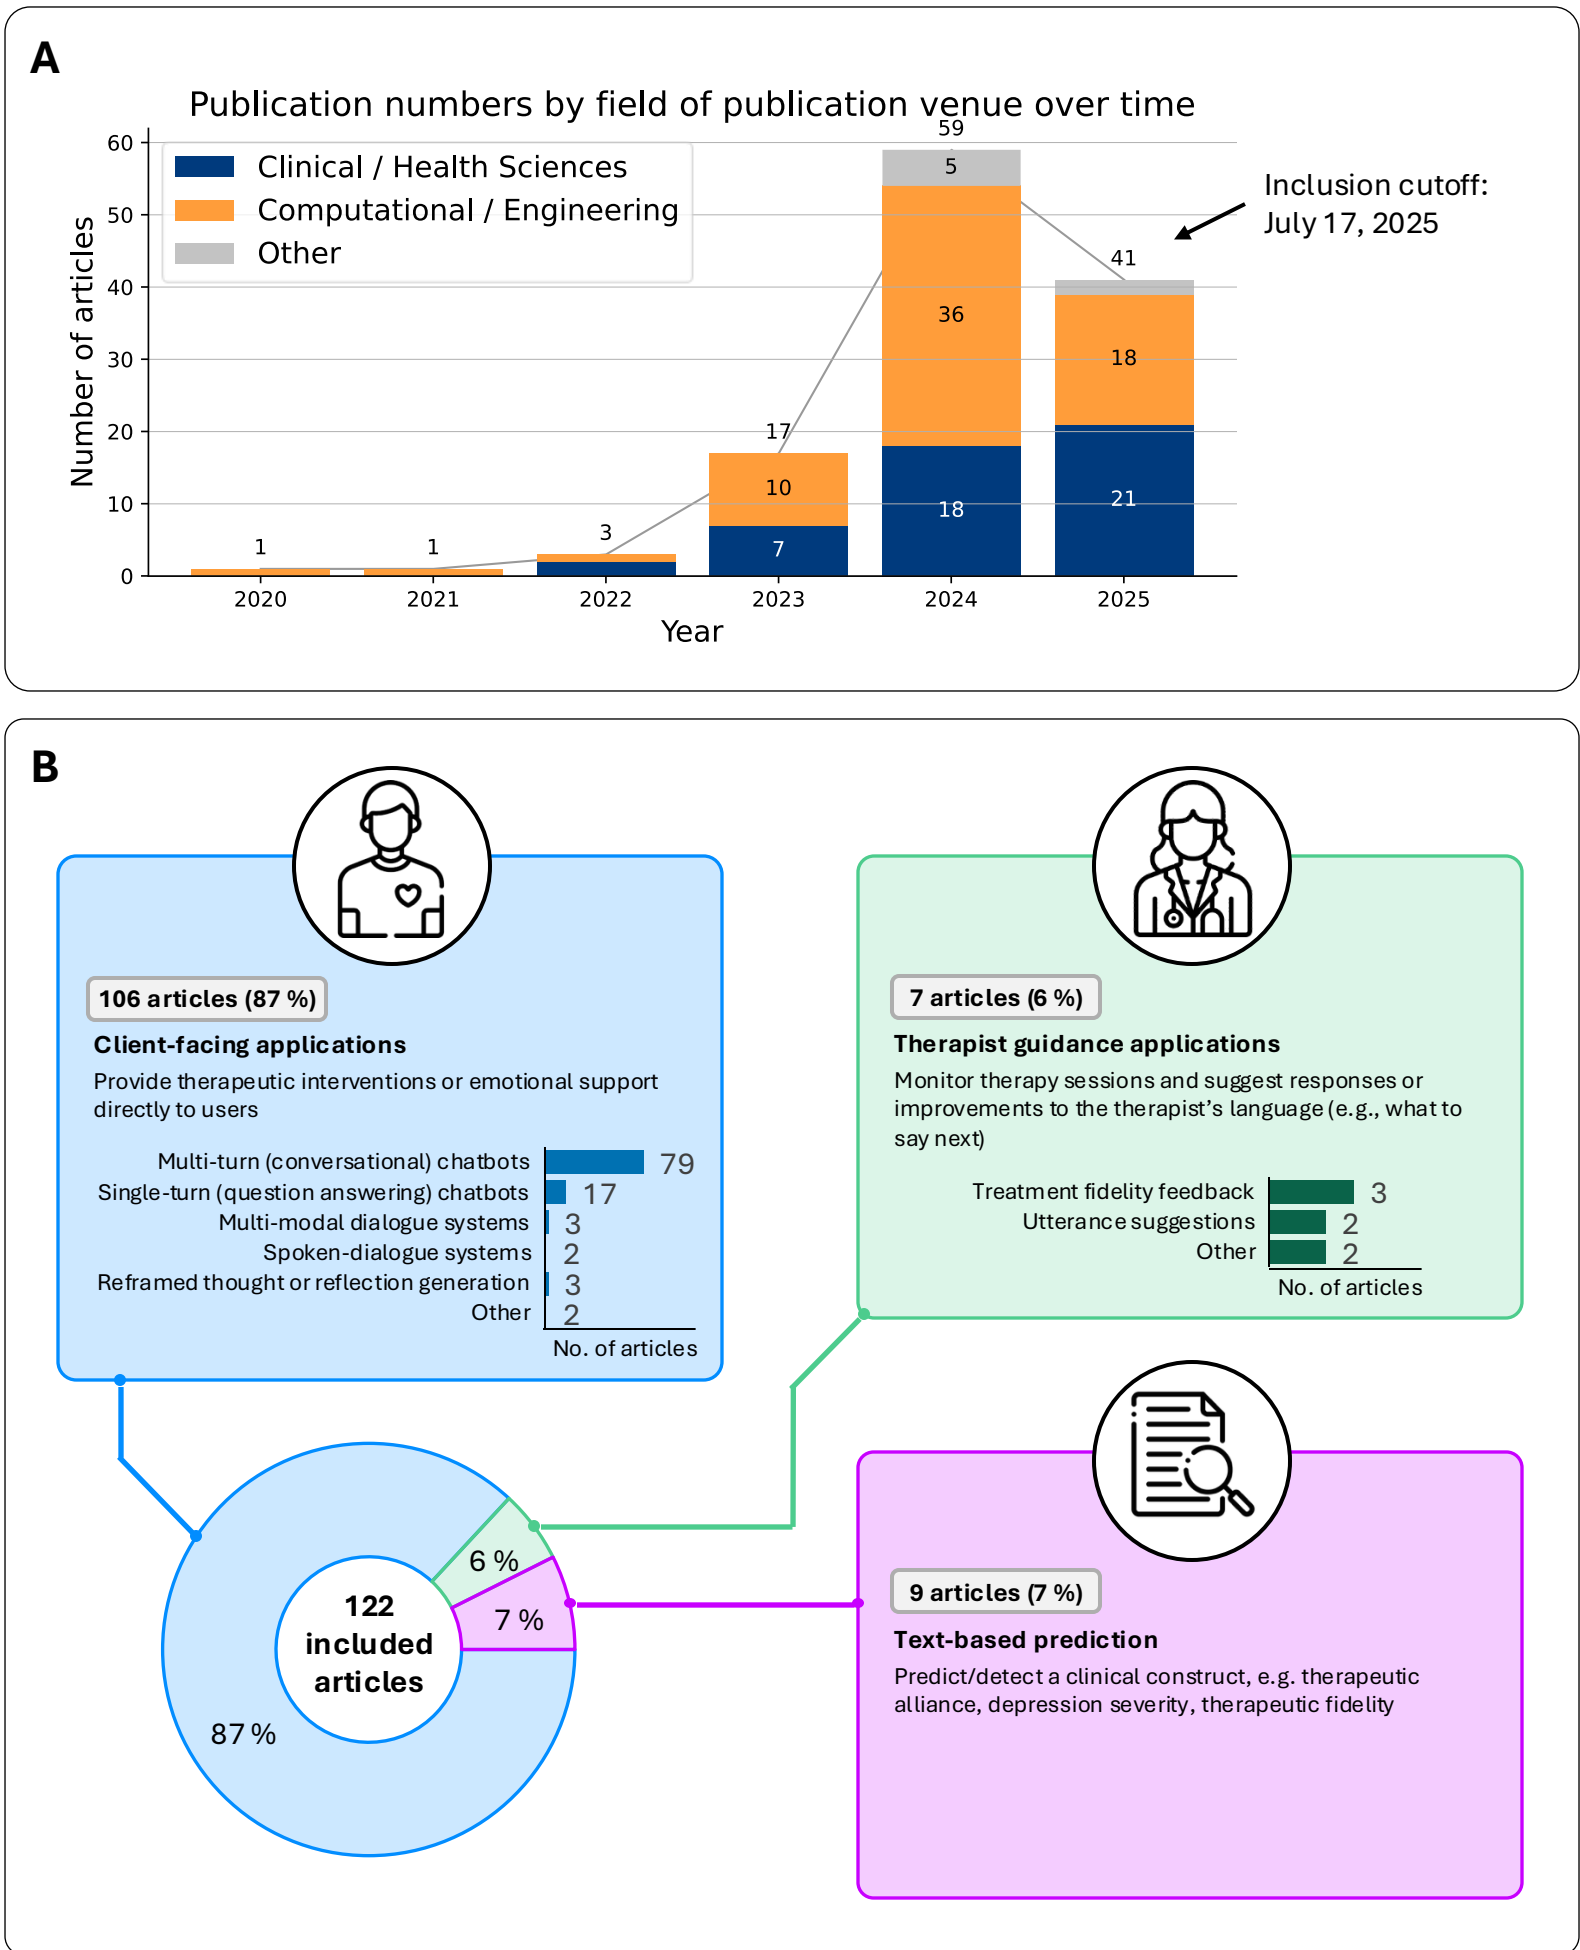 A
Publication numbers by field of publication venue over time
Clinical / Health Sciences
Computational / Engineering
Other
Number of articles
60
50
40
30
20
10
0
1
1
3
17
10
7
59
5
36
18
41
18
21
2020
2021
2022
2023
2024
2025
Year
Inclusion cutoff:
July 17, 2025
B
106 articles (87 %)
Client-facing applications
Provide therapeutic interventions or emotional support
directly to users
Multi-turn (conversational) chatbots 79
Single-turn (question answering) chatbots 17
Multi-modal dialogue systems 3
Spoken-dialogue systems 2
Reframed thought or reflection generation 3
Other 2
No. of articles
7 articles (6 %)
Therapist guidance applications
Monitor therapy sessions and suggest responses or
improvements to the therapist’s language (e.g., what to
say next)
Treatment fidelity feedback 3
Utterance suggestions 2
Other 2
No. of articles
122
included
articles
6 %
7 %
87 %
9 articles (7 %)
Text-based prediction
Predict/detect a clinical construct, e.g. therapeutic
alliance, depression severity, therapeutic fidelity